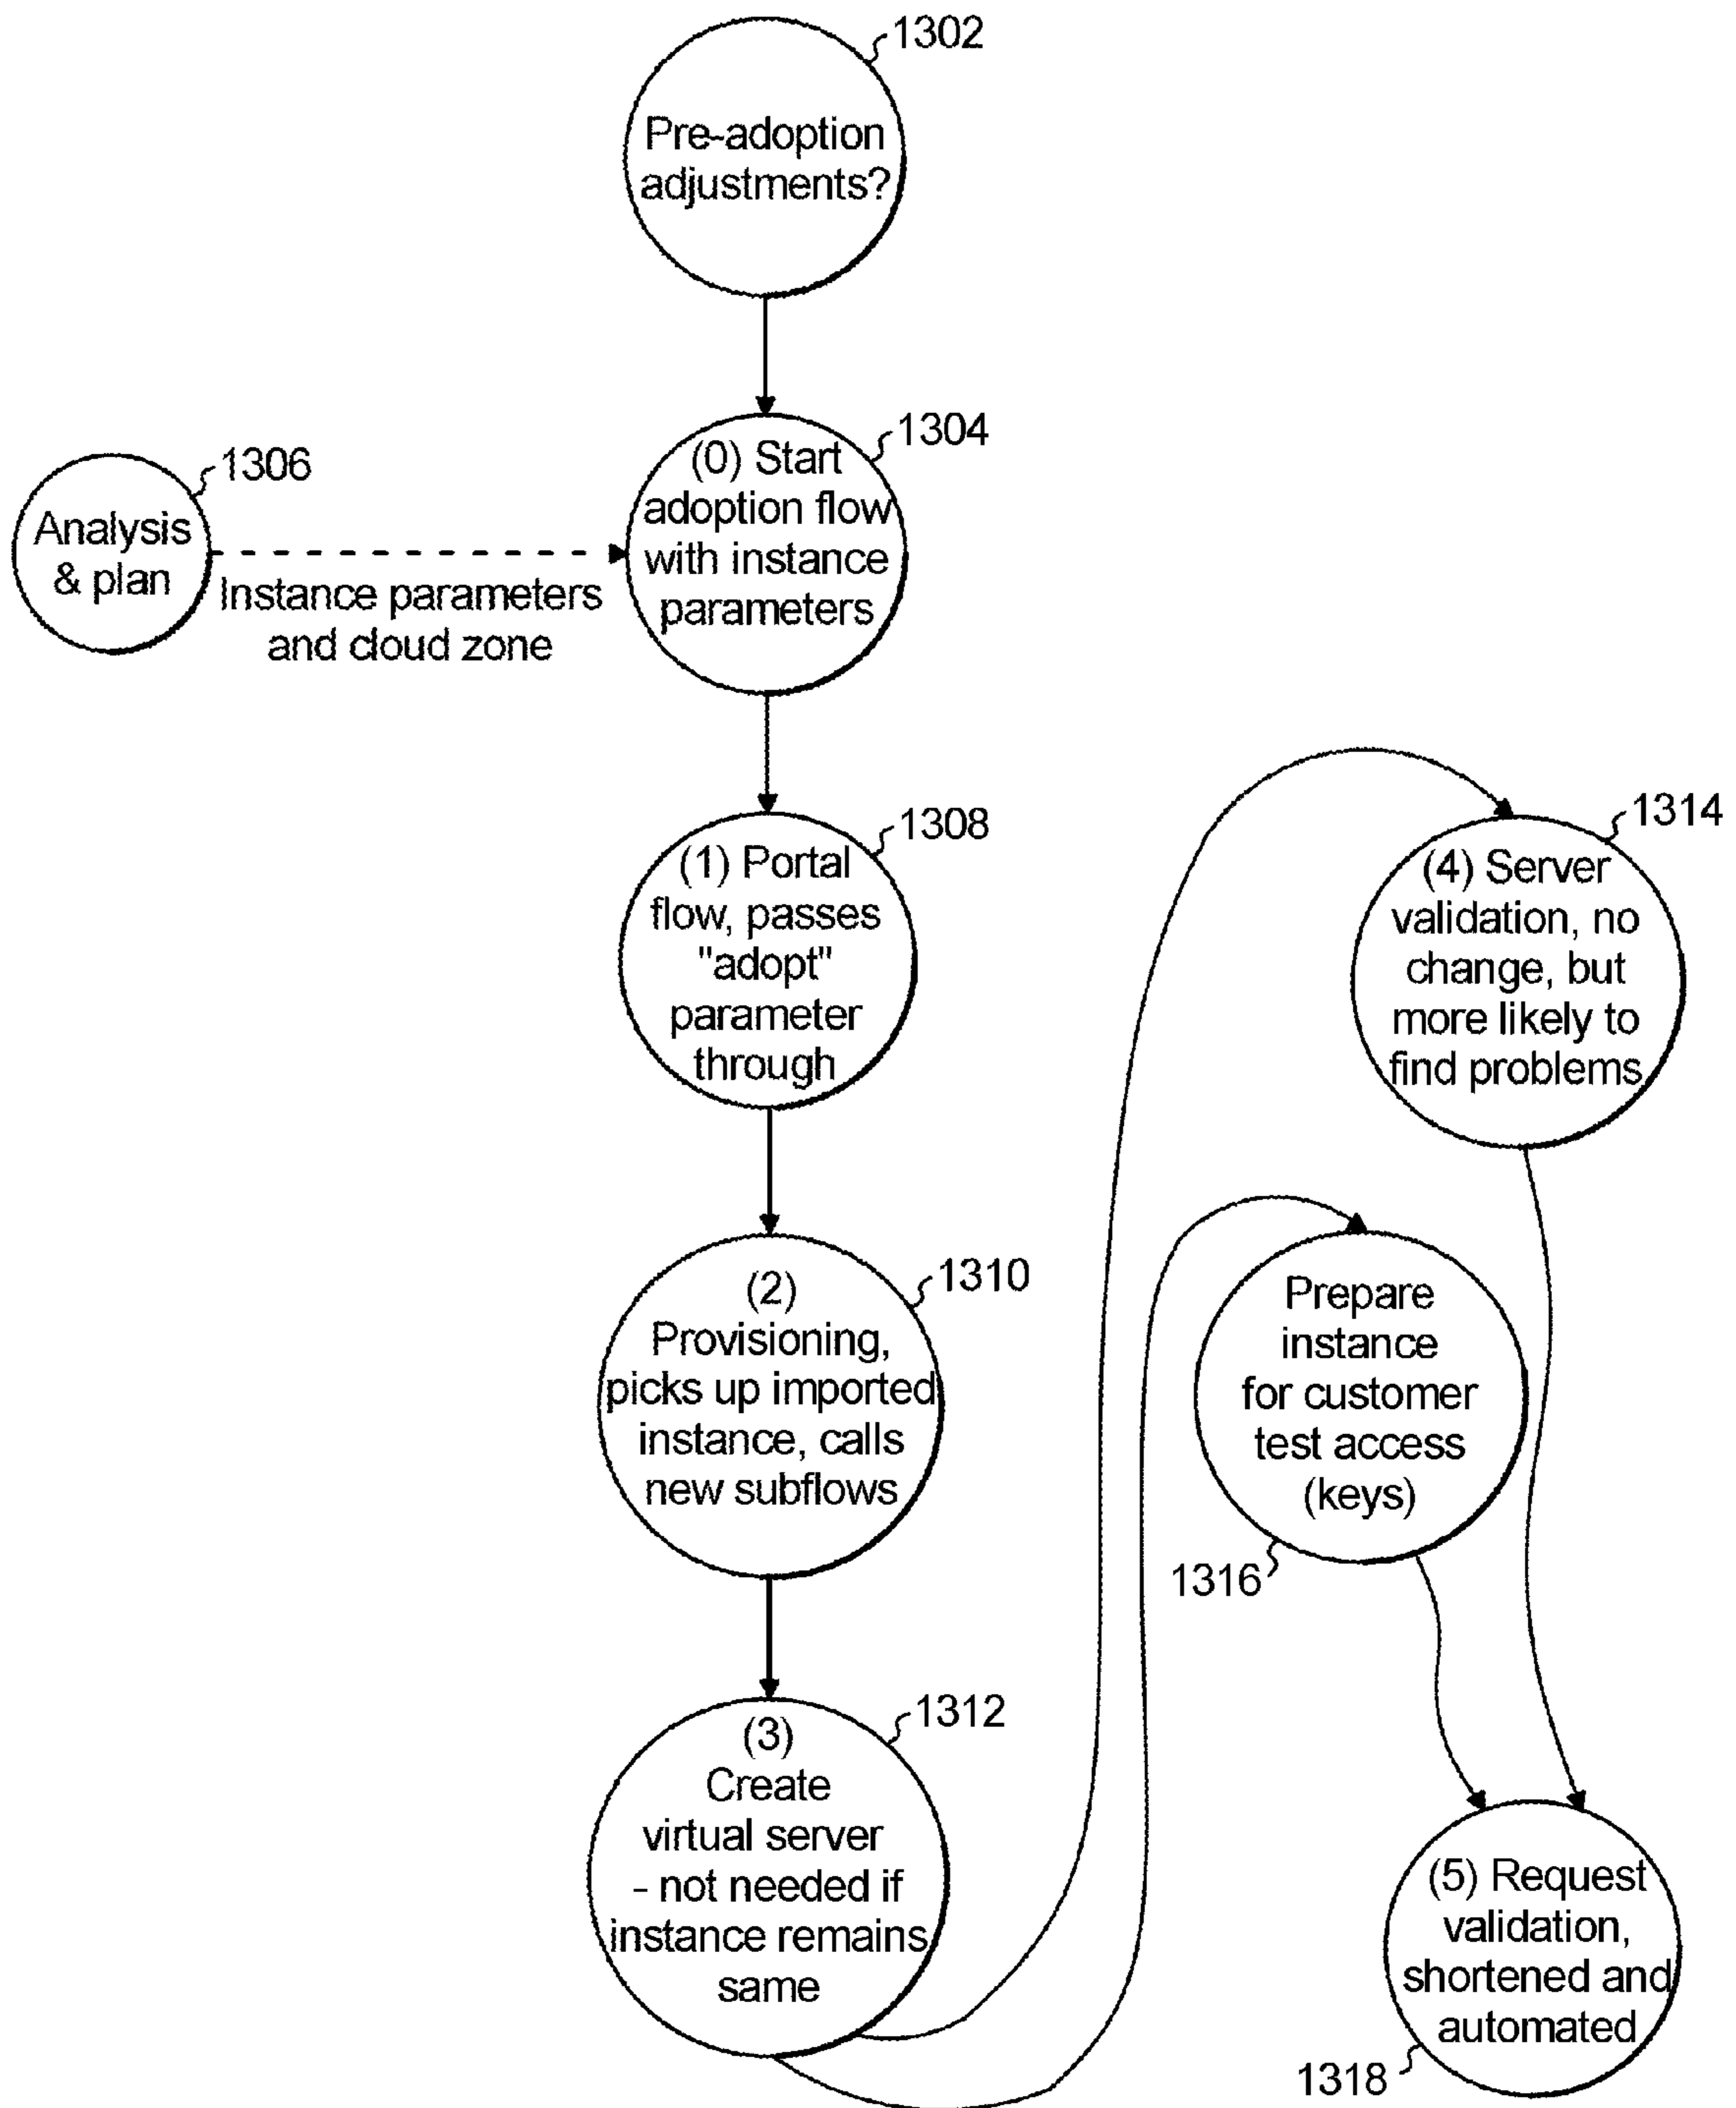 1302
Pre-adoption
adjustments?
1304
(0) Start
adoption flow
with instance
parameters
1306
Analysis
& plan
Instance parameters
and cloud zone
1308
(1) Portal
flow, passes
"adopt"
parameter
through
1310
(2)
Provisioning,
picks up imported
instance, calls
new subflows
1312
(3)
Create
virtual server
- not needed if
instance remains
same
1314
(4) Server
validation, no
change, but
more likely to
find problems
Prepare
instance
for customer
test access
(keys)
1316
(5) Request
validation,
shortened and
automated
1318